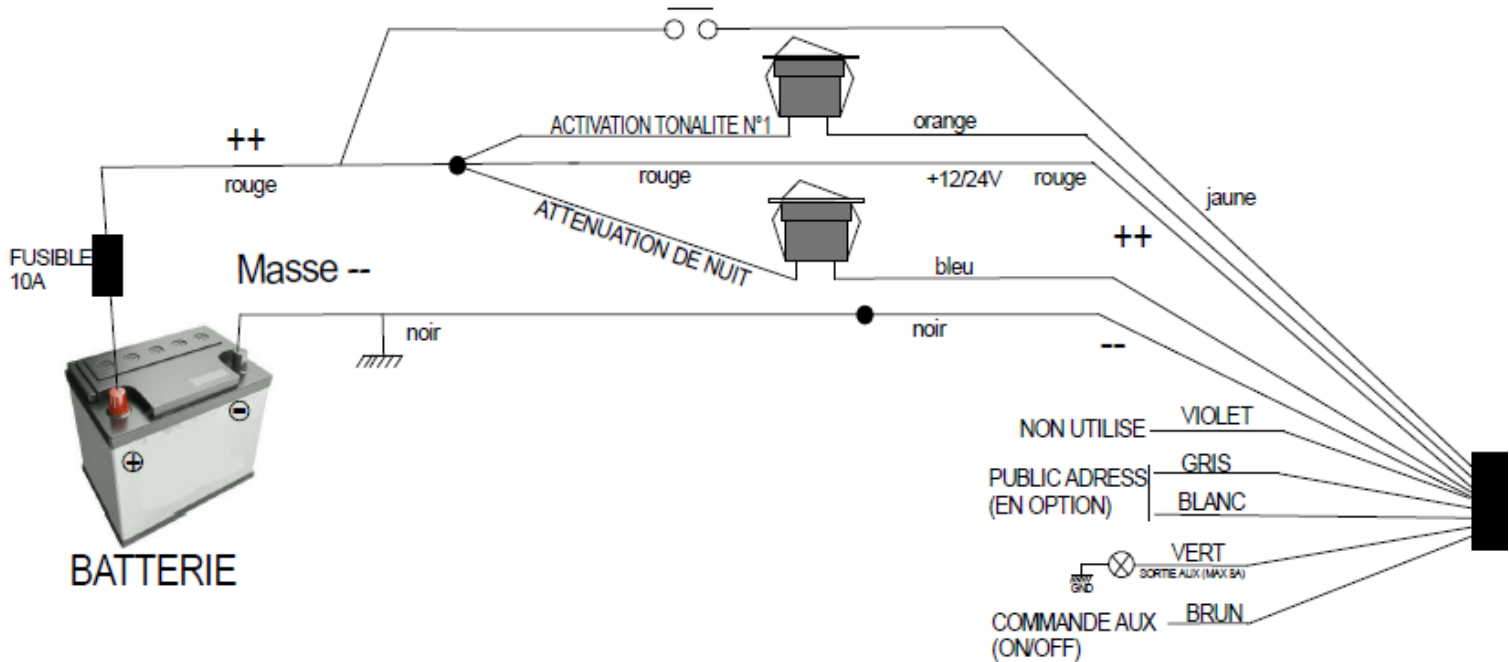 ++
rouge
ACTIVATION TONALITE N°1
orange
rouge
+12/24V
rouge
jaune
++
ATTENUATION DE NUIT
bleu
FUSIBLE
10A
Masse --
noir
noir
--
+
-
BATTERIE
NON UTILISE
VIOLET
PUBLIC ADRESS
(EN OPTION)
GRIS
BLANC
VERT
SORTIE AUX (MAX 8A)
GND
COMMANDE AUX
(ON/OFF)
BRUN